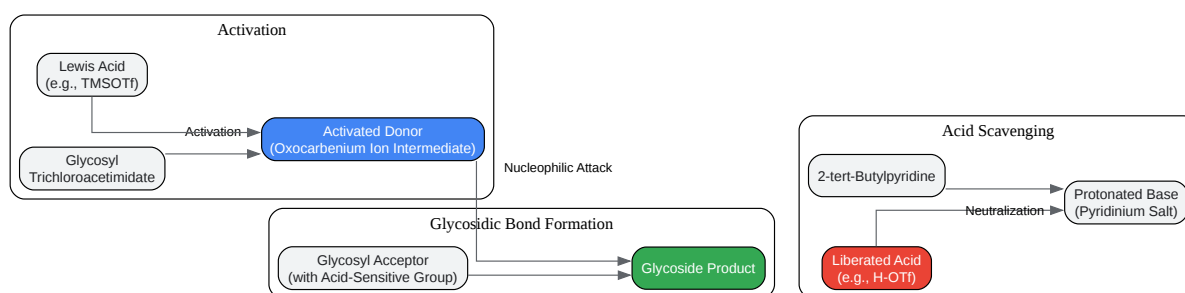 Activation
Lewis Acid
(e.g., TMSOTf)
Activation
Activated Donor
(Oxocarbenium Ion Intermediate)
Glycosyl
Trichloroacetimidate
Nucleophilic Attack
Glycosidic Bond Formation
Glycosyl Acceptor
(with Acid-Sensitive Group)
Glycoside Product
Acid Scavenging
2-tert-Butylpyridine
Protonated Base
(Pyridinium Salt)
Neutralization
Liberated Acid
(e.g., H-OTf)